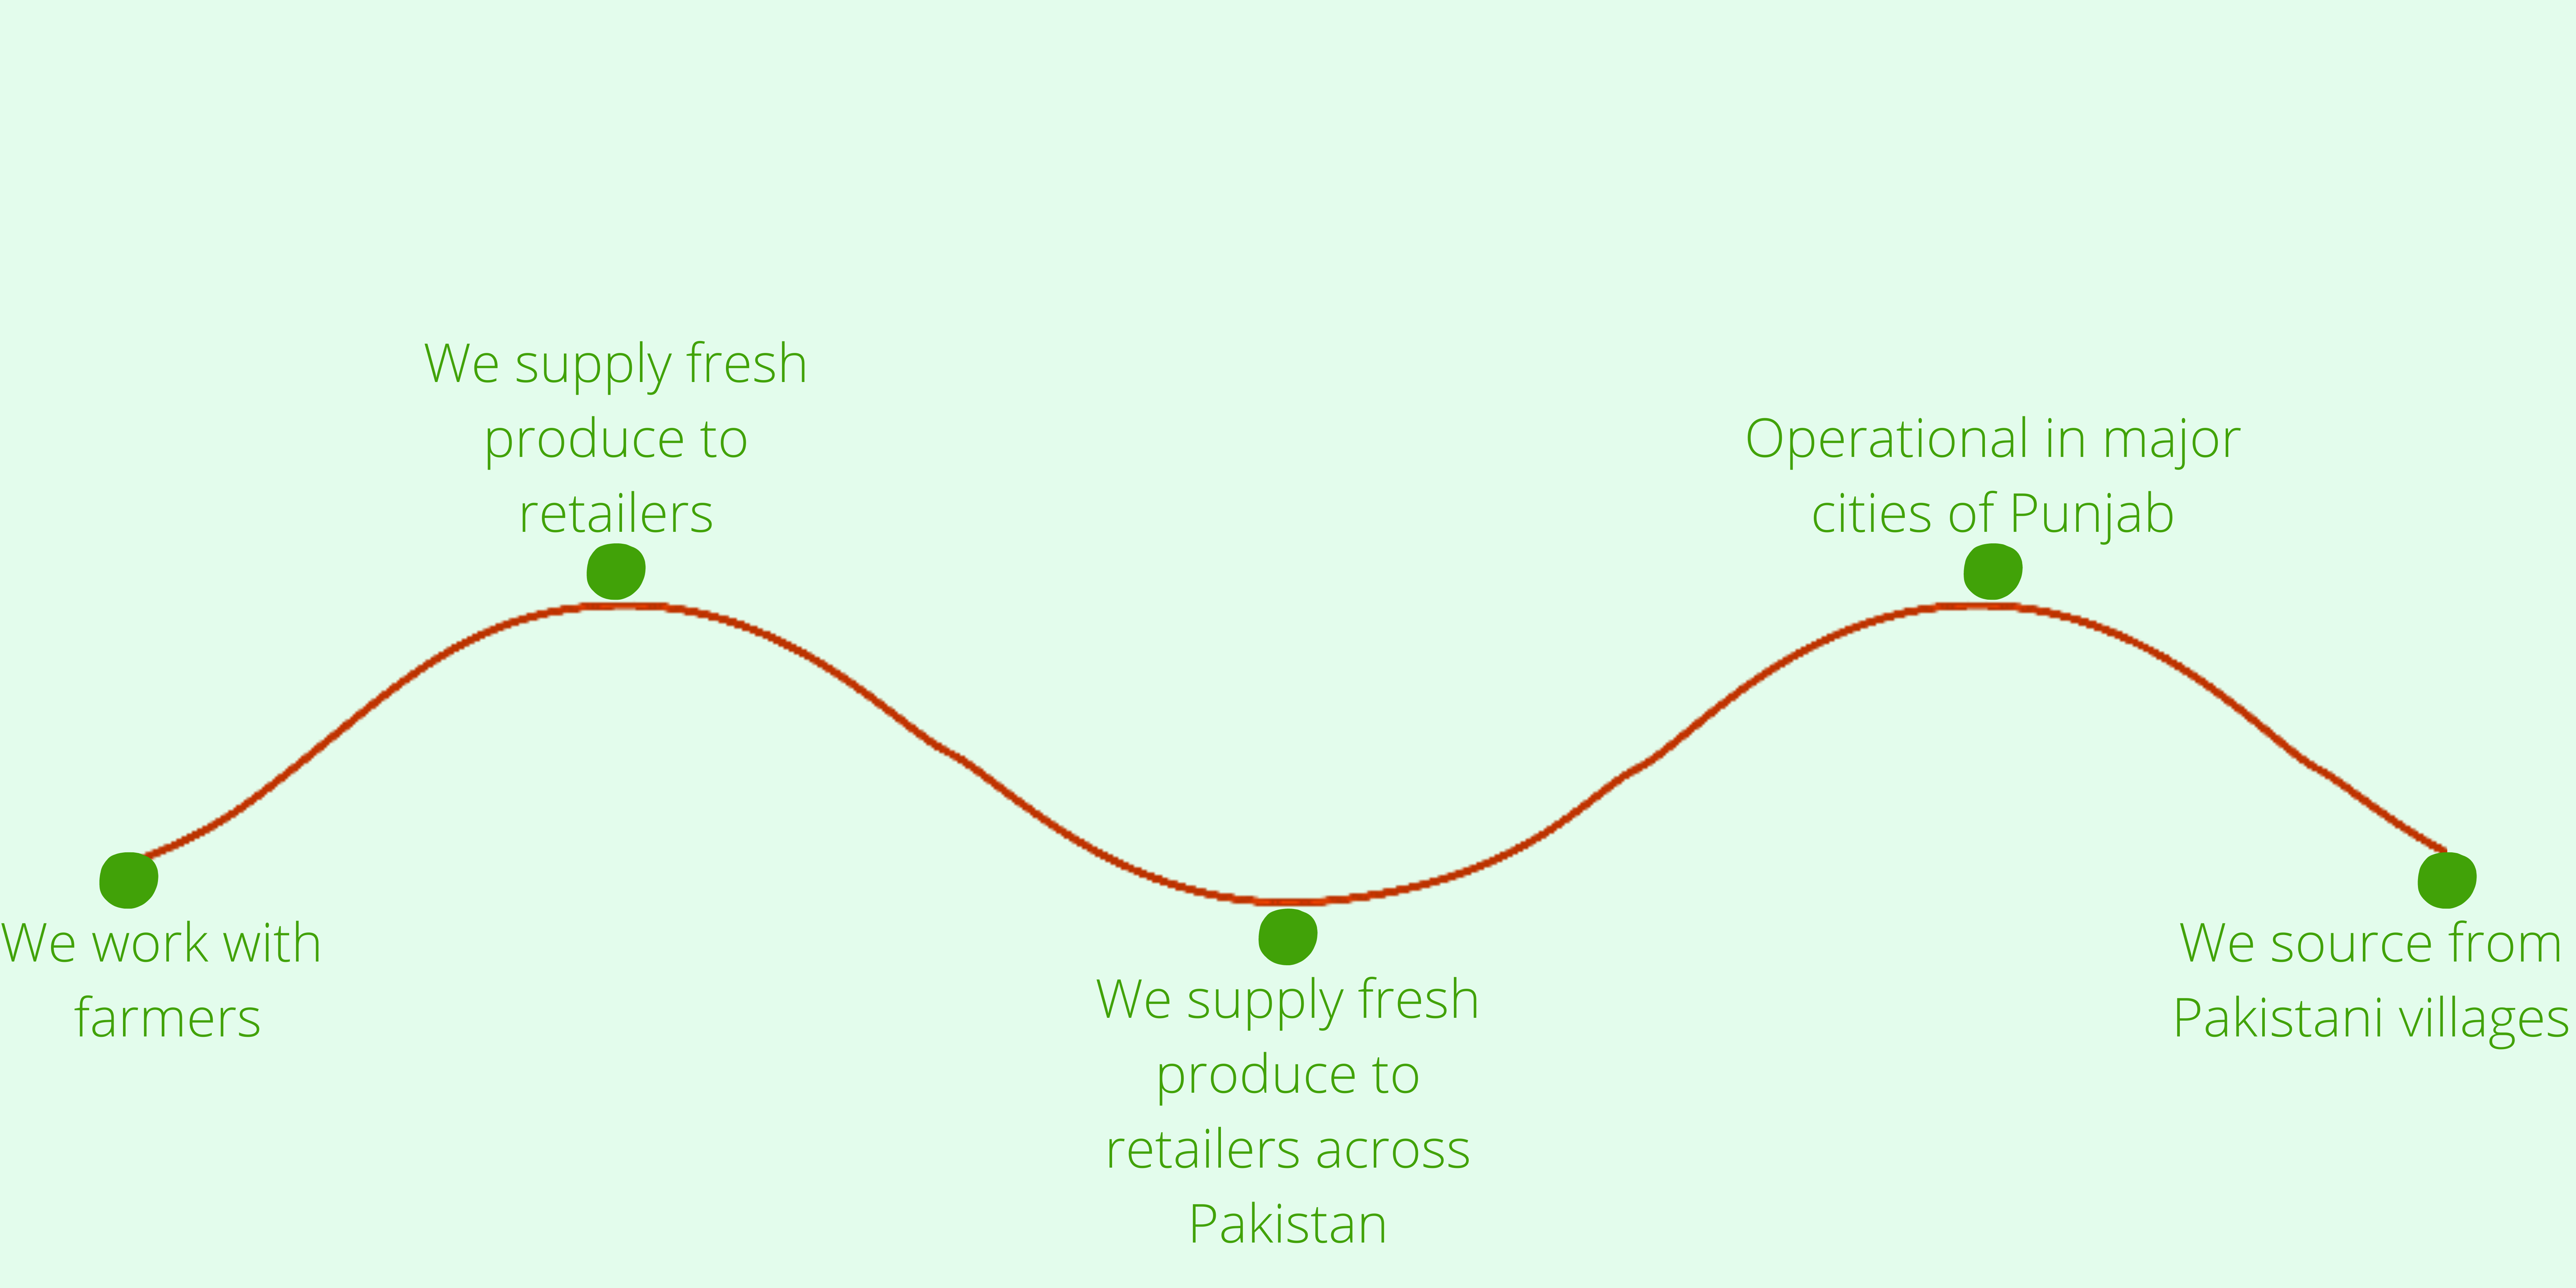 We supply fresh
produce to
retailers
Operational in major
cities of Punjab
We work with
farmers
We supply fresh
produce to
retailers across
Pakistan
We source from
Pakistani villages